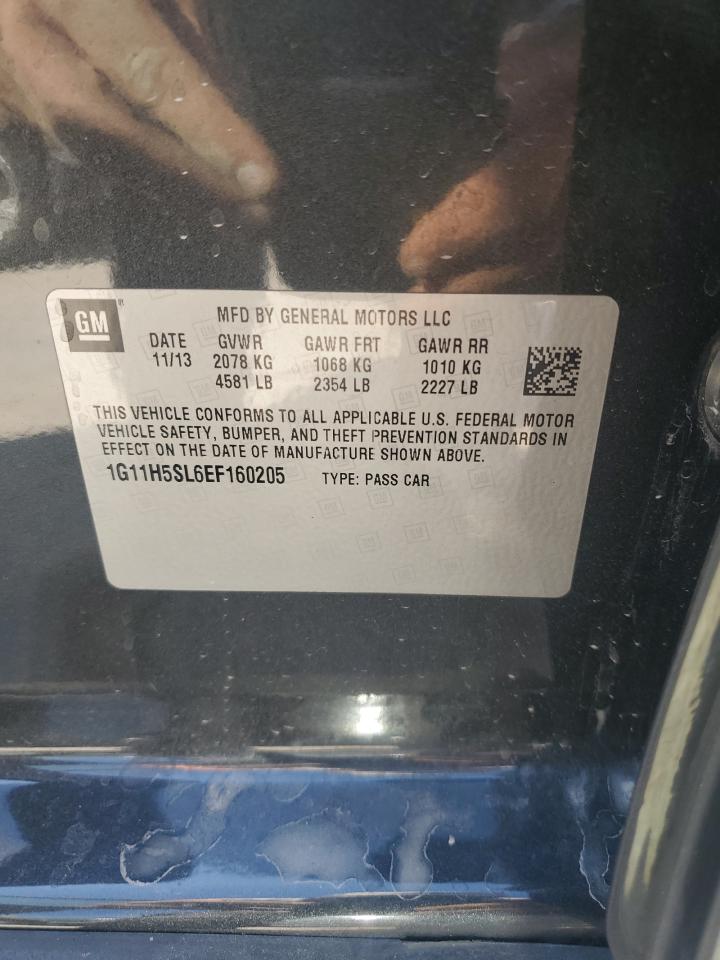 GM
MFD BY GENERAL MOTORS LLC
DATE GVWR GAWR FRT GAWR RR
11/13 2078 KG 1068 KG 1010 KG
4581 LB 2354 LB 2227 LB
THIS VEHICLE CONFORMS TO ALL APPLICABLE U.S. FEDERAL MOTOR
VEHICLE SAFETY, BUMPER, AND THEFT PREVENTION STANDARDS IN
EFFECT ON THE DATE OF MANUFACTURE SHOWN ABOVE.
1G11H5SL6EF160205 TYPE: PASS CAR